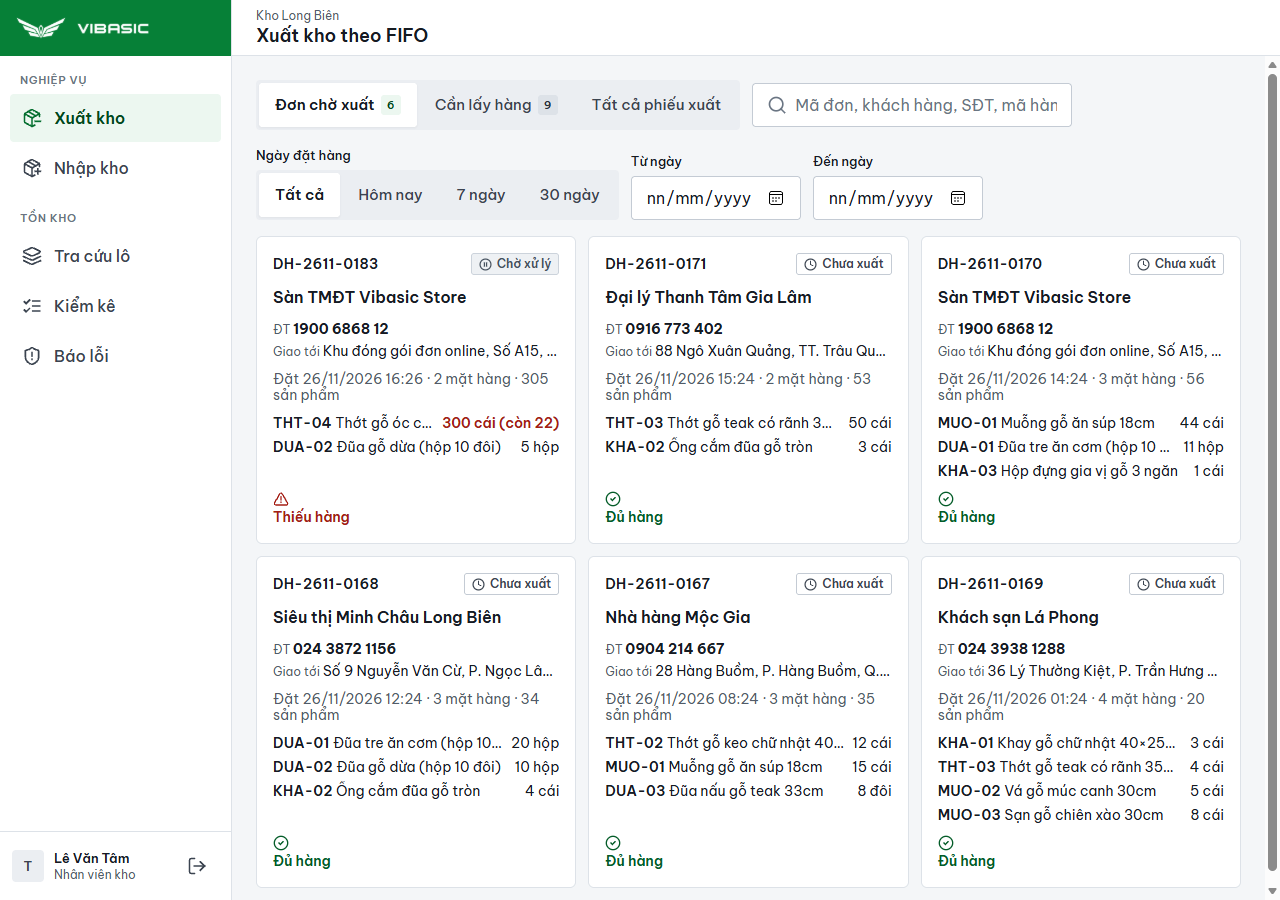 VIBASIC
Kho Long Biên
Xuất kho theo FIFO
NGHIỆP VỤ
Xuất kho
Nhập kho
TỒN KHO
Tra cứu lô
Kiểm kê
Báo lỗi
T
Lê Văn Tâm
Nhân viên kho
Đơn chờ xuất 6
Cần lấy hàng 9
Tất cả phiếu xuất
Mã đơn, khách hàng, SĐT, mã hàn
Ngày đặt hàng
Tất cả
Hôm nay
7 ngày
30 ngày
Từ ngày
nn/mm/yyyy
Đến ngày
nn/mm/yyyy
DH-2611-0183 Chờ xử lý
Sàn TMĐT Vibasic Store
ĐT 1900 6868 12
Giao tới Khu đóng gói đơn online, Số A15, ...
Đặt 26/11/2026 16:26 · 2 mặt hàng · 305
sản phẩm
THT-04 Thớt gỗ óc c... 300 cái (còn 22)
DUA-02 Đũa gỗ dừa (hộp 10 đôi) 5 hộp
Thiếu hàng
DH-2611-0171 Chưa xuất
Đại lý Thanh Tâm Gia Lâm
ĐT 0916 773 402
Giao tới 88 Ngô Xuân Quảng, TT. Trâu Qu...
Đặt 26/11/2026 15:24 · 2 mặt hàng · 53
sản phẩm
THT-03 Thớt gỗ teak có rãnh 3... 50 cái
KHA-02 Ống cắm đũa gỗ tròn 3 cái
Đủ hàng
DH-2611-0170 Chưa xuất
Sàn TMĐT Vibasic Store
ĐT 1900 6868 12
Giao tới Khu đóng gói đơn online, Số A15, ...
Đặt 26/11/2026 14:24 · 3 mặt hàng · 56
sản phẩm
MUO-01 Muỗng gỗ ăn súp 18cm 44 cái
DUA-01 Đũa tre ăn cơm (hộp 10 ... 11 hộp
KHA-03 Hộp đựng gia vị gỗ 3 ngăn 1 cái
Đủ hàng
DH-2611-0168 Chưa xuất
Siêu thị Minh Châu Long Biên
ĐT 024 3872 1156
Giao tới Số 9 Nguyễn Văn Cừ, P. Ngọc Lâ...
Đặt 26/11/2026 12:24 · 3 mặt hàng · 34
sản phẩm
DUA-01 Đũa tre ăn cơm (hộp 10... 20 hộp
DUA-02 Đũa gỗ dừa (hộp 10 đôi) 10 hộp
KHA-02 Ống cắm đũa gỗ tròn 4 cái
Đủ hàng
DH-2611-0167 Chưa xuất
Nhà hàng Mộc Gia
ĐT 0904 214 667
Giao tới 28 Hàng Buồm, P. Hàng Buồm, Q....
Đặt 26/11/2026 08:24 · 3 mặt hàng · 35
sản phẩm
THT-02 Thớt gỗ keo chữ nhật 40... 12 cái
MUO-01 Muỗng gỗ ăn súp 18cm 15 cái
DUA-03 Đũa nấu gỗ teak 33cm 8 đôi
Đủ hàng
DH-2611-0169 Chưa xuất
Khách sạn Lá Phong
ĐT 024 3938 1288
Giao tới 36 Lý Thường Kiệt, P. Trần Hưng ...
Đặt 26/11/2026 01:24 · 4 mặt hàng · 20
sản phẩm
KHA-01 Khay gỗ chữ nhật 40×25... 3 cái
THT-03 Thớt gỗ teak có rãnh 35... 4 cái
MUO-02 Vá gỗ múc canh 30cm 5 cái
MUO-03 Sạn gỗ chiên xào 30cm 8 cái
Đủ hàng